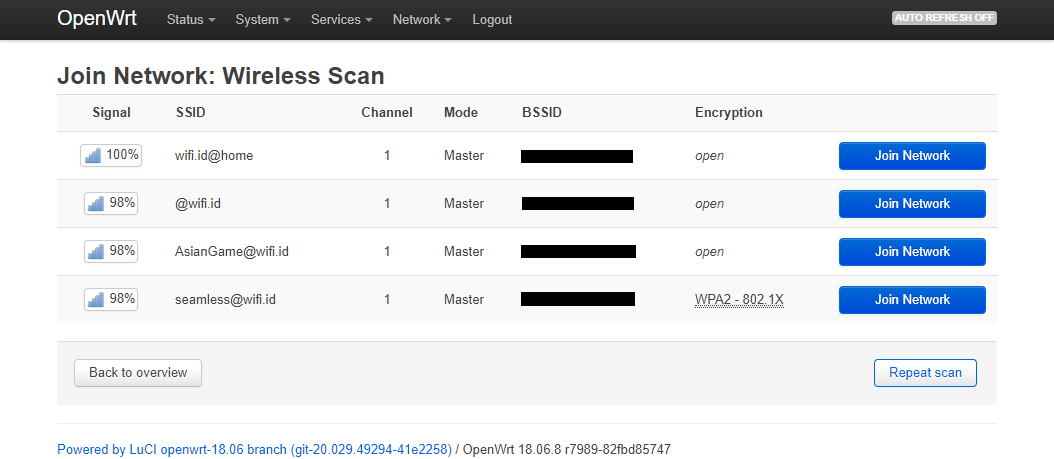 OpenWrt Status System Services Network Logout AUTO REFRESH OFF
Join Network: Wireless Scan
Signal SSID Channel Mode BSSID Encryption
100% wifi.id@home 1 Master open Join Network
98% @wifi.id 1 Master open Join Network
98% AsianGame@wifi.id 1 Master open Join Network
98% seamless@wifi.id 1 Master WPA2 - 802.1X Join Network
Back to overview Repeat scan
Powered by LuCI openwrt-18.06 branch (git-20.029.49294-41e2258) / OpenWrt 18.06.8 r7989-82fbd85747